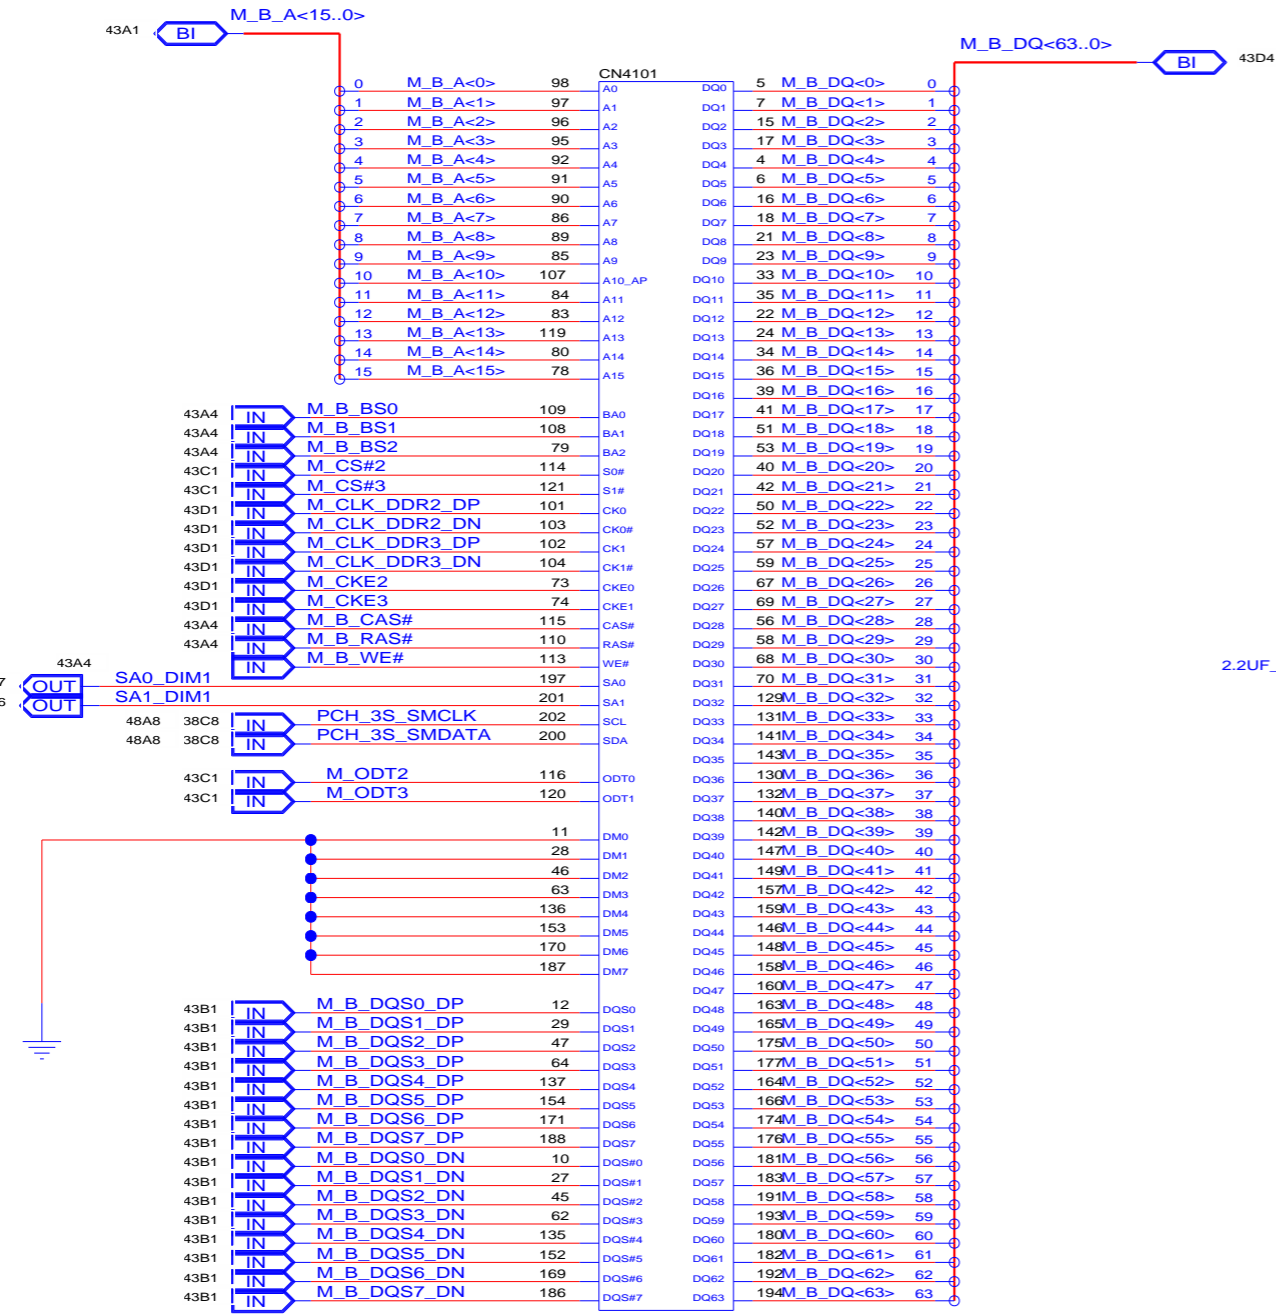 M_B_A<15..0>
43A1 BI
M_B_DQ<63..0>
BI 43D4
CN4101
0 M_B_A<0> 98 A0 DQ0 5 M_B_DQ<0> 0
1 M_B_A<1> 97 A1 DQ1 7 M_B_DQ<1> 1
2 M_B_A<2> 96 A2 DQ2 15 M_B_DQ<2> 2
3 M_B_A<3> 95 A3 DQ3 17 M_B_DQ<3> 3
4 M_B_A<4> 92 A4 DQ4 4 M_B_DQ<4> 4
5 M_B_A<5> 91 A5 DQ5 6 M_B_DQ<5> 5
6 M_B_A<6> 90 A6 DQ6 16 M_B_DQ<6> 6
7 M_B_A<7> 86 A7 DQ7 18 M_B_DQ<7> 7
8 M_B_A<8> 89 A8 DQ8 21 M_B_DQ<8> 8
9 M_B_A<9> 85 A9 DQ9 23 M_B_DQ<9> 9
10 M_B_A<10> 107 A10_AP DQ10 33 M_B_DQ<10> 10
11 M_B_A<11> 84 A11 DQ11 35 M_B_DQ<11> 11
12 M_B_A<12> 83 A12 DQ12 22 M_B_DQ<12> 12
13 M_B_A<13> 119 A13 DQ13 24 M_B_DQ<13> 13
14 M_B_A<14> 80 A14 DQ14 34 M_B_DQ<14> 14
15 M_B_A<15> 78 A15 DQ15 36 M_B_DQ<15> 15
DQ16 39 M_B_DQ<16> 16
43A4 IN M_B_BS0 109 BA0 DQ17 41 M_B_DQ<17> 17
43A4 IN M_B_BS1 108 BA1 DQ18 51 M_B_DQ<18> 18
43A4 IN M_B_BS2 79 BA2 DQ19 53 M_B_DQ<19> 19
43C1 IN M_CS#2 114 S0# DQ20 40 M_B_DQ<20> 20
43C1 IN M_CS#3 121 S1# DQ21 42 M_B_DQ<21> 21
43D1 IN M_CLK_DDR2_DP 101 CK0 DQ22 50 M_B_DQ<22> 22
43D1 IN M_CLK_DDR2_DN 103 CK0# DQ23 52 M_B_DQ<23> 23
43D1 IN M_CLK_DDR3_DP 102 CK1 DQ24 57 M_B_DQ<24> 24
43D1 IN M_CLK_DDR3_DN 104 CK1# DQ25 59 M_B_DQ<25> 25
43D1 IN M_CKE2 73 CKE0 DQ26 67 M_B_DQ<26> 26
43D1 IN M_CKE3 74 CKE1 DQ27 69 M_B_DQ<27> 27
43A4 IN M_B_CAS# 115 CAS# DQ28 56 M_B_DQ<28> 28
43A4 IN M_B_RAS# 110 RAS# DQ29 58 M_B_DQ<29> 29
43A4 IN M_B_WE# 113 WE# DQ30 68 M_B_DQ<30> 30
2.2UF_
7 OUT SA0_DIM1 197 SA0 DQ31 70 M_B_DQ<31> 31
6 OUT SA1_DIM1 201 SA1 DQ32 129 M_B_DQ<32> 32
48A8 38C8 IN PCH_3S_SMCLK 202 SCL DQ33 131 M_B_DQ<33> 33
48A8 38C8 IN PCH_3S_SMDATA 200 SDA DQ34 141 M_B_DQ<34> 34
DQ35 143 M_B_DQ<35> 35
43C1 IN M_ODT2 116 ODT0 DQ36 130 M_B_DQ<36> 36
43C1 IN M_ODT3 120 ODT1 DQ37 132 M_B_DQ<37> 37
DQ38 140 M_B_DQ<38> 38
11 DM0 DQ39 142 M_B_DQ<39> 39
28 DM1 DQ40 147 M_B_DQ<40> 40
46 DM2 DQ41 149 M_B_DQ<41> 41
63 DM3 DQ42 157 M_B_DQ<42> 42
136 DM4 DQ43 159 M_B_DQ<43> 43
153 DM5 DQ44 146 M_B_DQ<44> 44
170 DM6 DQ45 148 M_B_DQ<45> 45
187 DM7 DQ46 158 M_B_DQ<46> 46
DQ47 160 M_B_DQ<47> 47
43B1 IN M_B_DQS0_DP 12 DQS0 DQ48 163 M_B_DQ<48> 48
43B1 IN M_B_DQS1_DP 29 DQS1 DQ49 165 M_B_DQ<49> 49
43B1 IN M_B_DQS2_DP 47 DQS2 DQ50 175 M_B_DQ<50> 50
43B1 IN M_B_DQS3_DP 64 DQS3 DQ51 177 M_B_DQ<51> 51
43B1 IN M_B_DQS4_DP 137 DQS4 DQ52 164 M_B_DQ<52> 52
43B1 IN M_B_DQS5_DP 154 DQS5 DQ53 166 M_B_DQ<53> 53
43B1 IN M_B_DQS6_DP 171 DQS6 DQ54 174 M_B_DQ<54> 54
43B1 IN M_B_DQS7_DP 188 DQS7 DQ55 176 M_B_DQ<55> 55
43B1 IN M_B_DQS0_DN 10 DQS#0 DQ56 181 M_B_DQ<56> 56
43B1 IN M_B_DQS1_DN 27 DQS#1 DQ57 183 M_B_DQ<57> 57
43B1 IN M_B_DQS2_DN 45 DQS#2 DQ58 191 M_B_DQ<58> 58
43B1 IN M_B_DQS3_DN 62 DQS#3 DQ59 193 M_B_DQ<59> 59
43B1 IN M_B_DQS4_DN 135 DQS#4 DQ60 180 M_B_DQ<60> 60
43B1 IN M_B_DQS5_DN 152 DQS#5 DQ61 182 M_B_DQ<61> 61
43B1 IN M_B_DQS6_DN 169 DQS#6 DQ62 192 M_B_DQ<62> 62
43B1 IN M_B_DQS7_DN 186 DQS#7 DQ63 194 M_B_DQ<63> 63